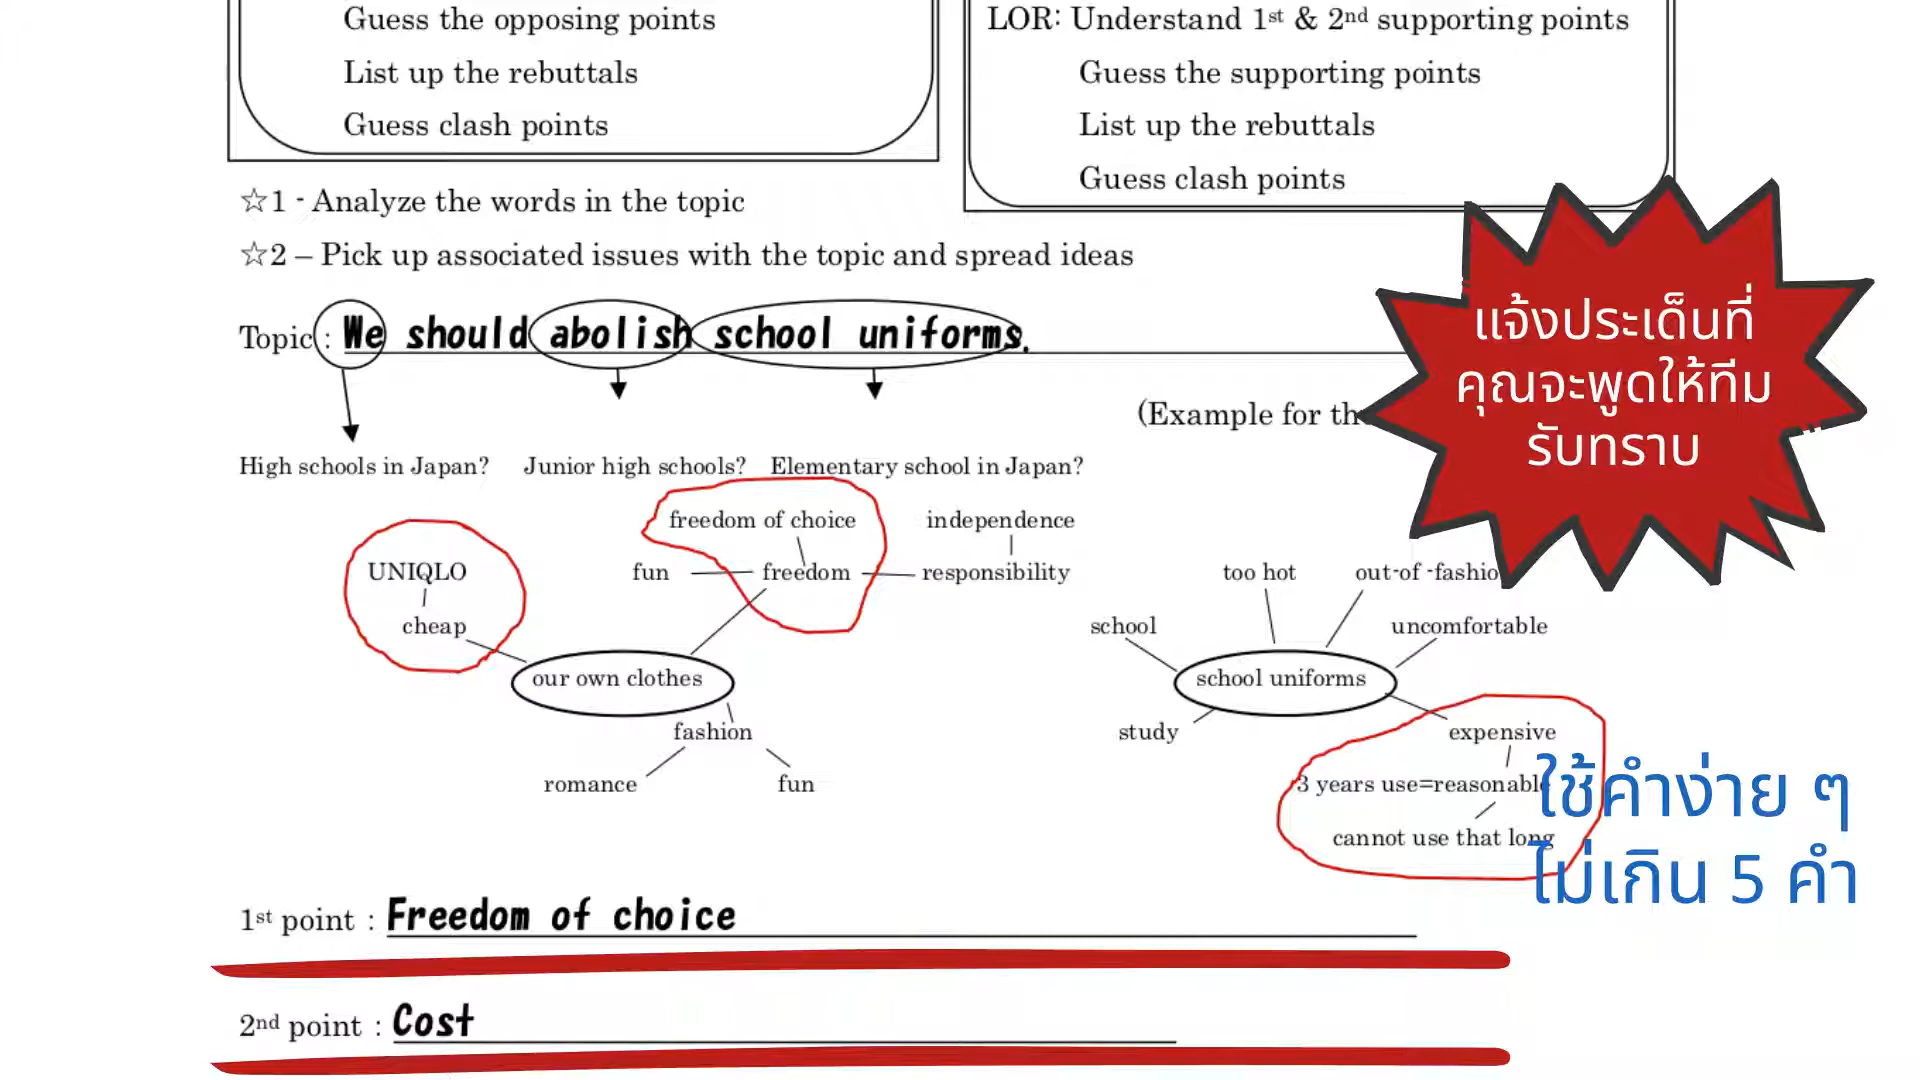 Guess the opposing points
List up the rebuttals
Guess clash points
LOR: Understand 1st & 2nd supporting points
Guess the supporting points
List up the rebuttals
Guess clash points
☆1 - Analyze the words in the topic
☆2 – Pick up associated issues with the topic and spread ideas
Topic : We should abolish school uniforms.
(Example for
แจ้งประเด็นที่
คุณจะพูดให้ทีม
รับทราบ
High schools in Japan? Junior high schools? Elementary school in Japan?
freedom of choice
independence
UNIQLO
fun
freedom
responsibility
cheap
our own clothes
fashion
romance
fun
too hot
out-of -fashio
school
uncomfortable
school uniforms
study
expensive
3 years use=reasonable
cannot use that long
ใช้คำง่าย ๆ
ไม่เกิน 5 คำ
1st point : Freedom of choice
2nd point : Cost